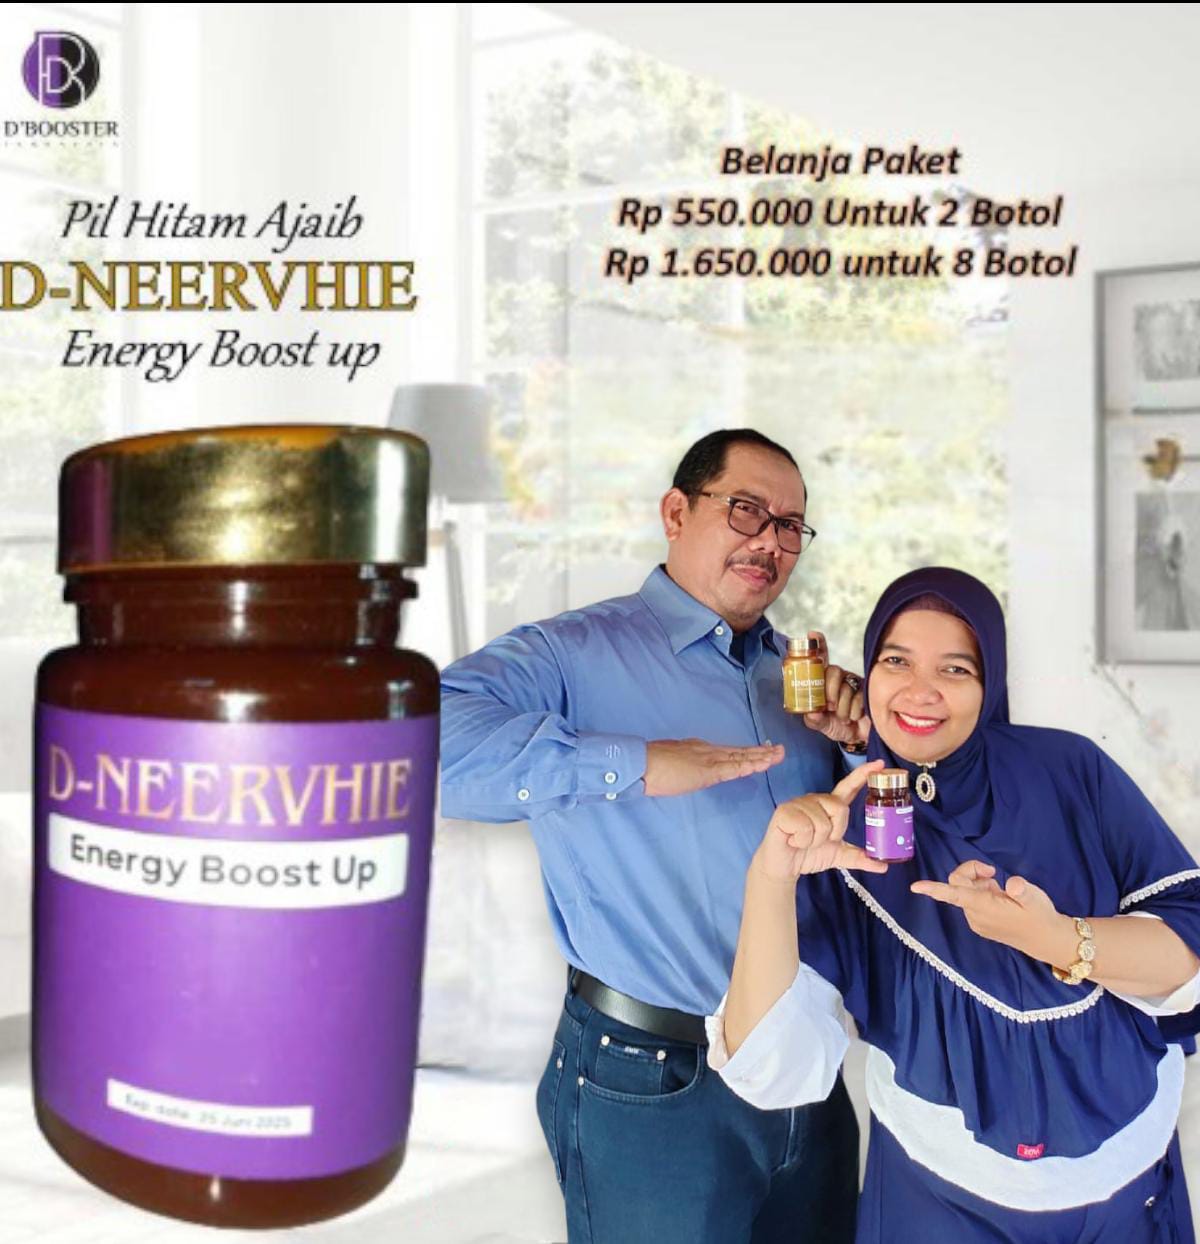 D'BOOSTER
Pil Hitam Ajaib
D-NEERVHIE
Energy Boost up
Belanja Paket
Rp 550.000 Untuk 2 Botol
Rp 1.650.000 untuk 8 Botol
D-NEERVHIE
Energy Boost Up
Exp. date 25 Juni 2025